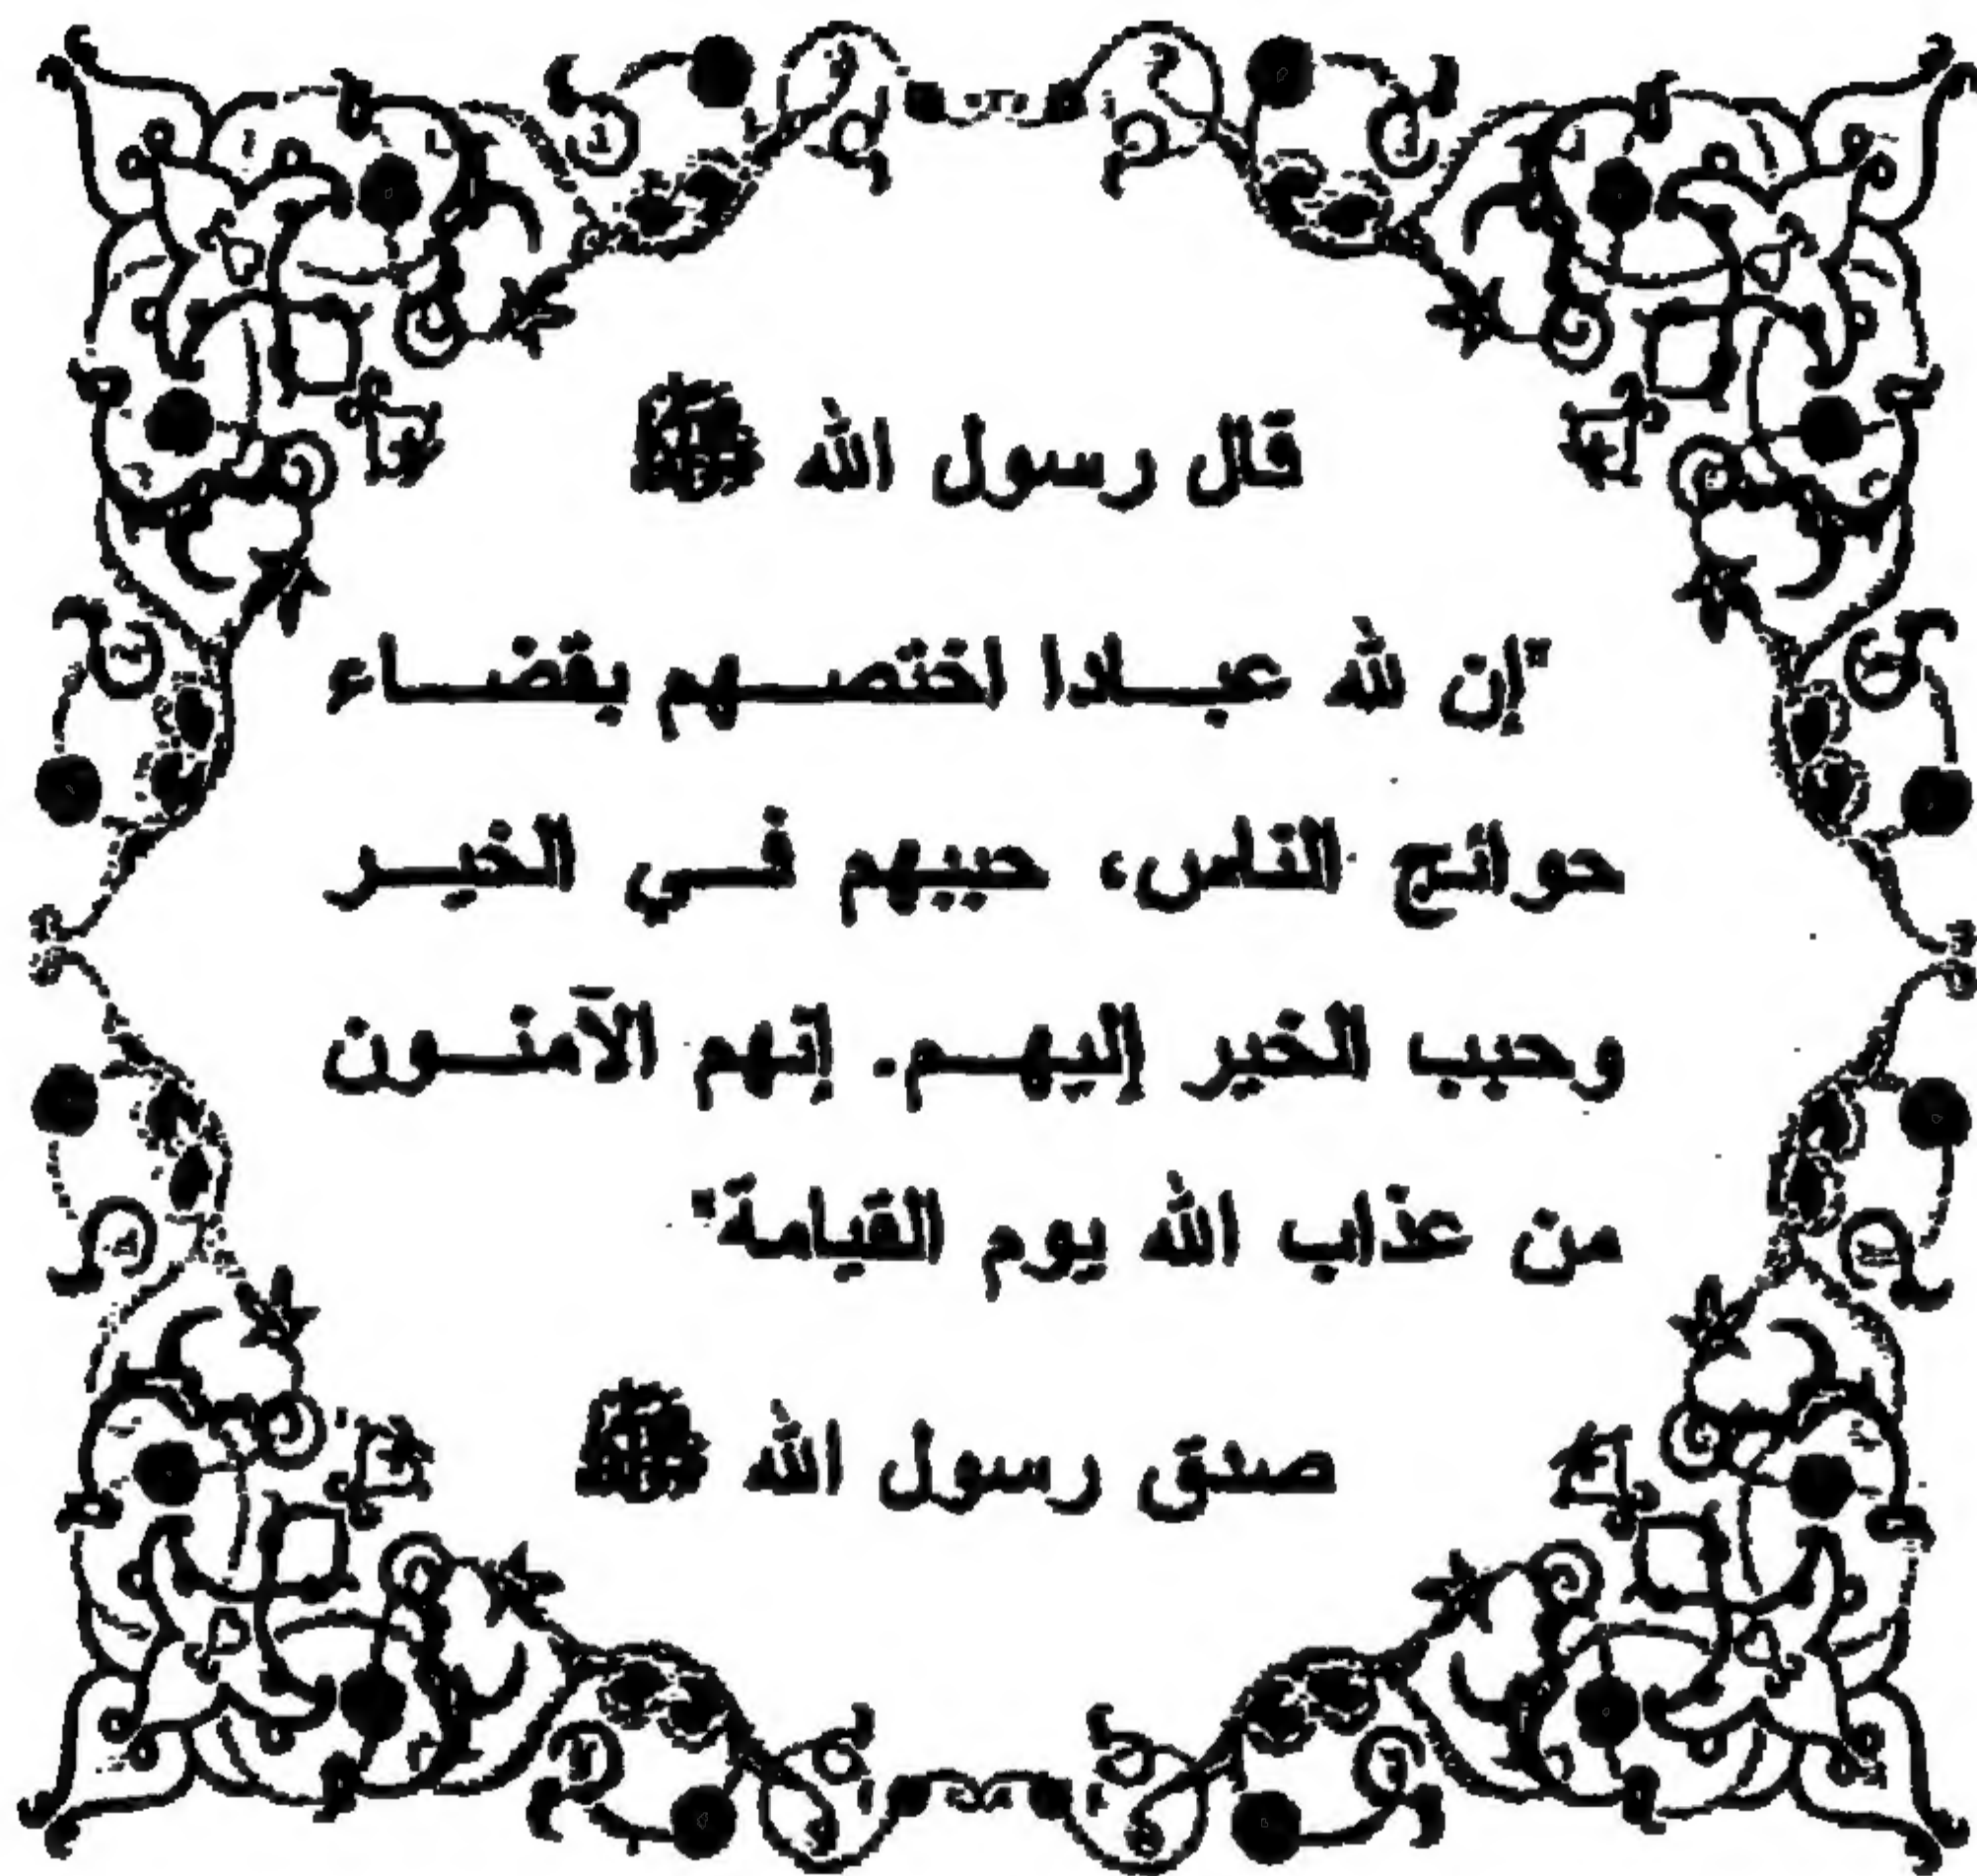 قال رسول الله ﷺ
"إن لله عبادا اختصهم بقضاء
حوائج الناس، حببهم في الخير
وحبب الخير إليهم. إنهم الآمنون
من عذاب الله يوم القيامة"
صدق رسول الله ﷺ